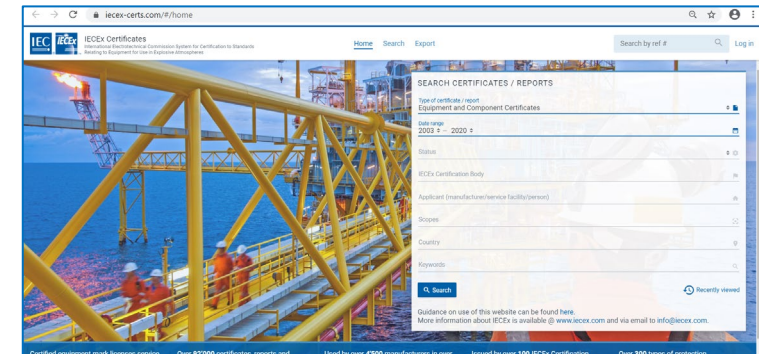 iecex-certs.com/#/home
IEC IECEx
IECEx Certificates
International Electrotechnical Commission System for Certification to Standards
Relating to Equipment for Use in Explosive Atmospheres
Home Search Export
Search by ref #
Log in
SEARCH CERTIFICATES / REPORTS
Type of certificate / report
Equipment and Component Certificates
Date range
2003 – 2020
Status
IECEx Certification Body
Applicant (manufacturer/service facility/person)
Scopes
Country
Keywords
Search
Recently viewed
Guidance on use of this website can be found here.
More information about IECEx is available @ www.iecex.com and via email to info@iecex.com.
Certified equipment mark licenses service Over 92'000 certificates, reports and Used by over 4'500 manufacturers in over Issued by over 100 IECEx Certification Over 300 types of protection